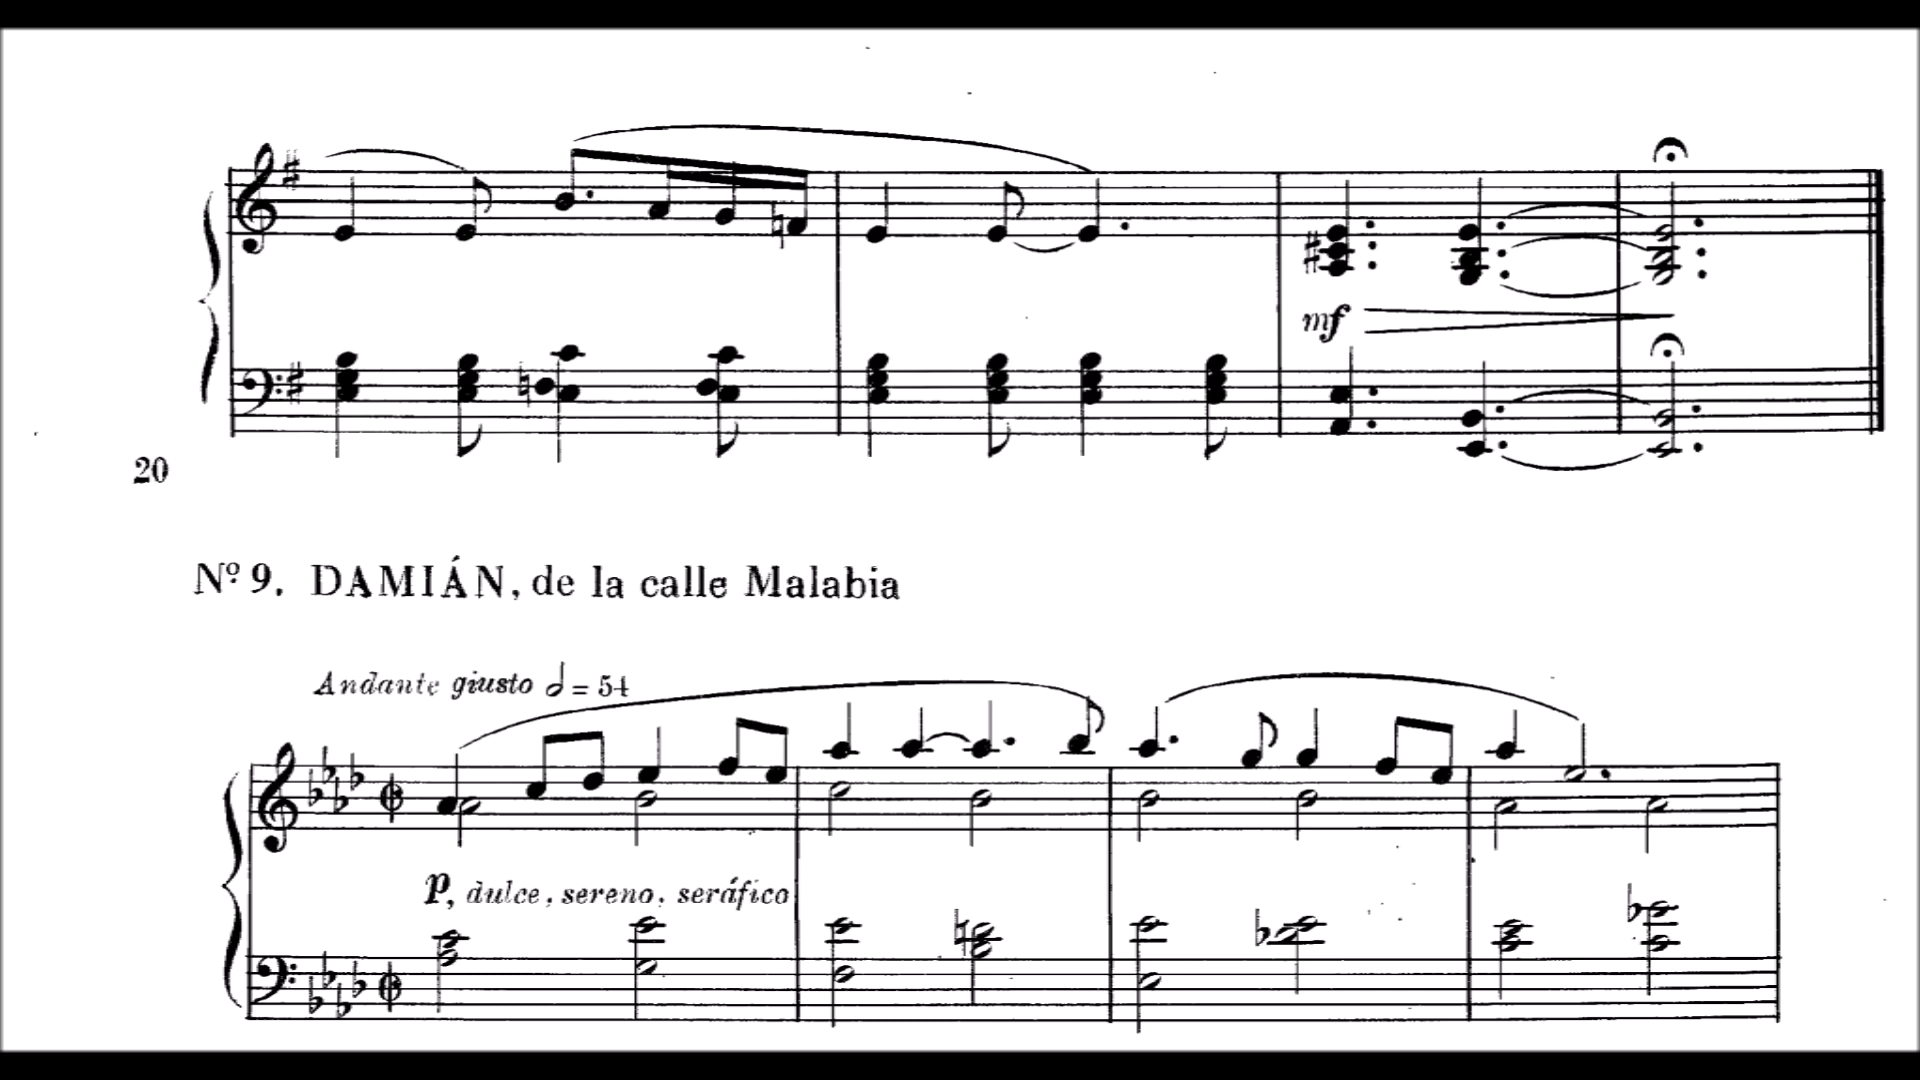 mf
20
Nº 9. DAMIÁN, de la calle Malabia
Andante giusto 𝅗𝅥 = 54
p, dulce, sereno, seráfico